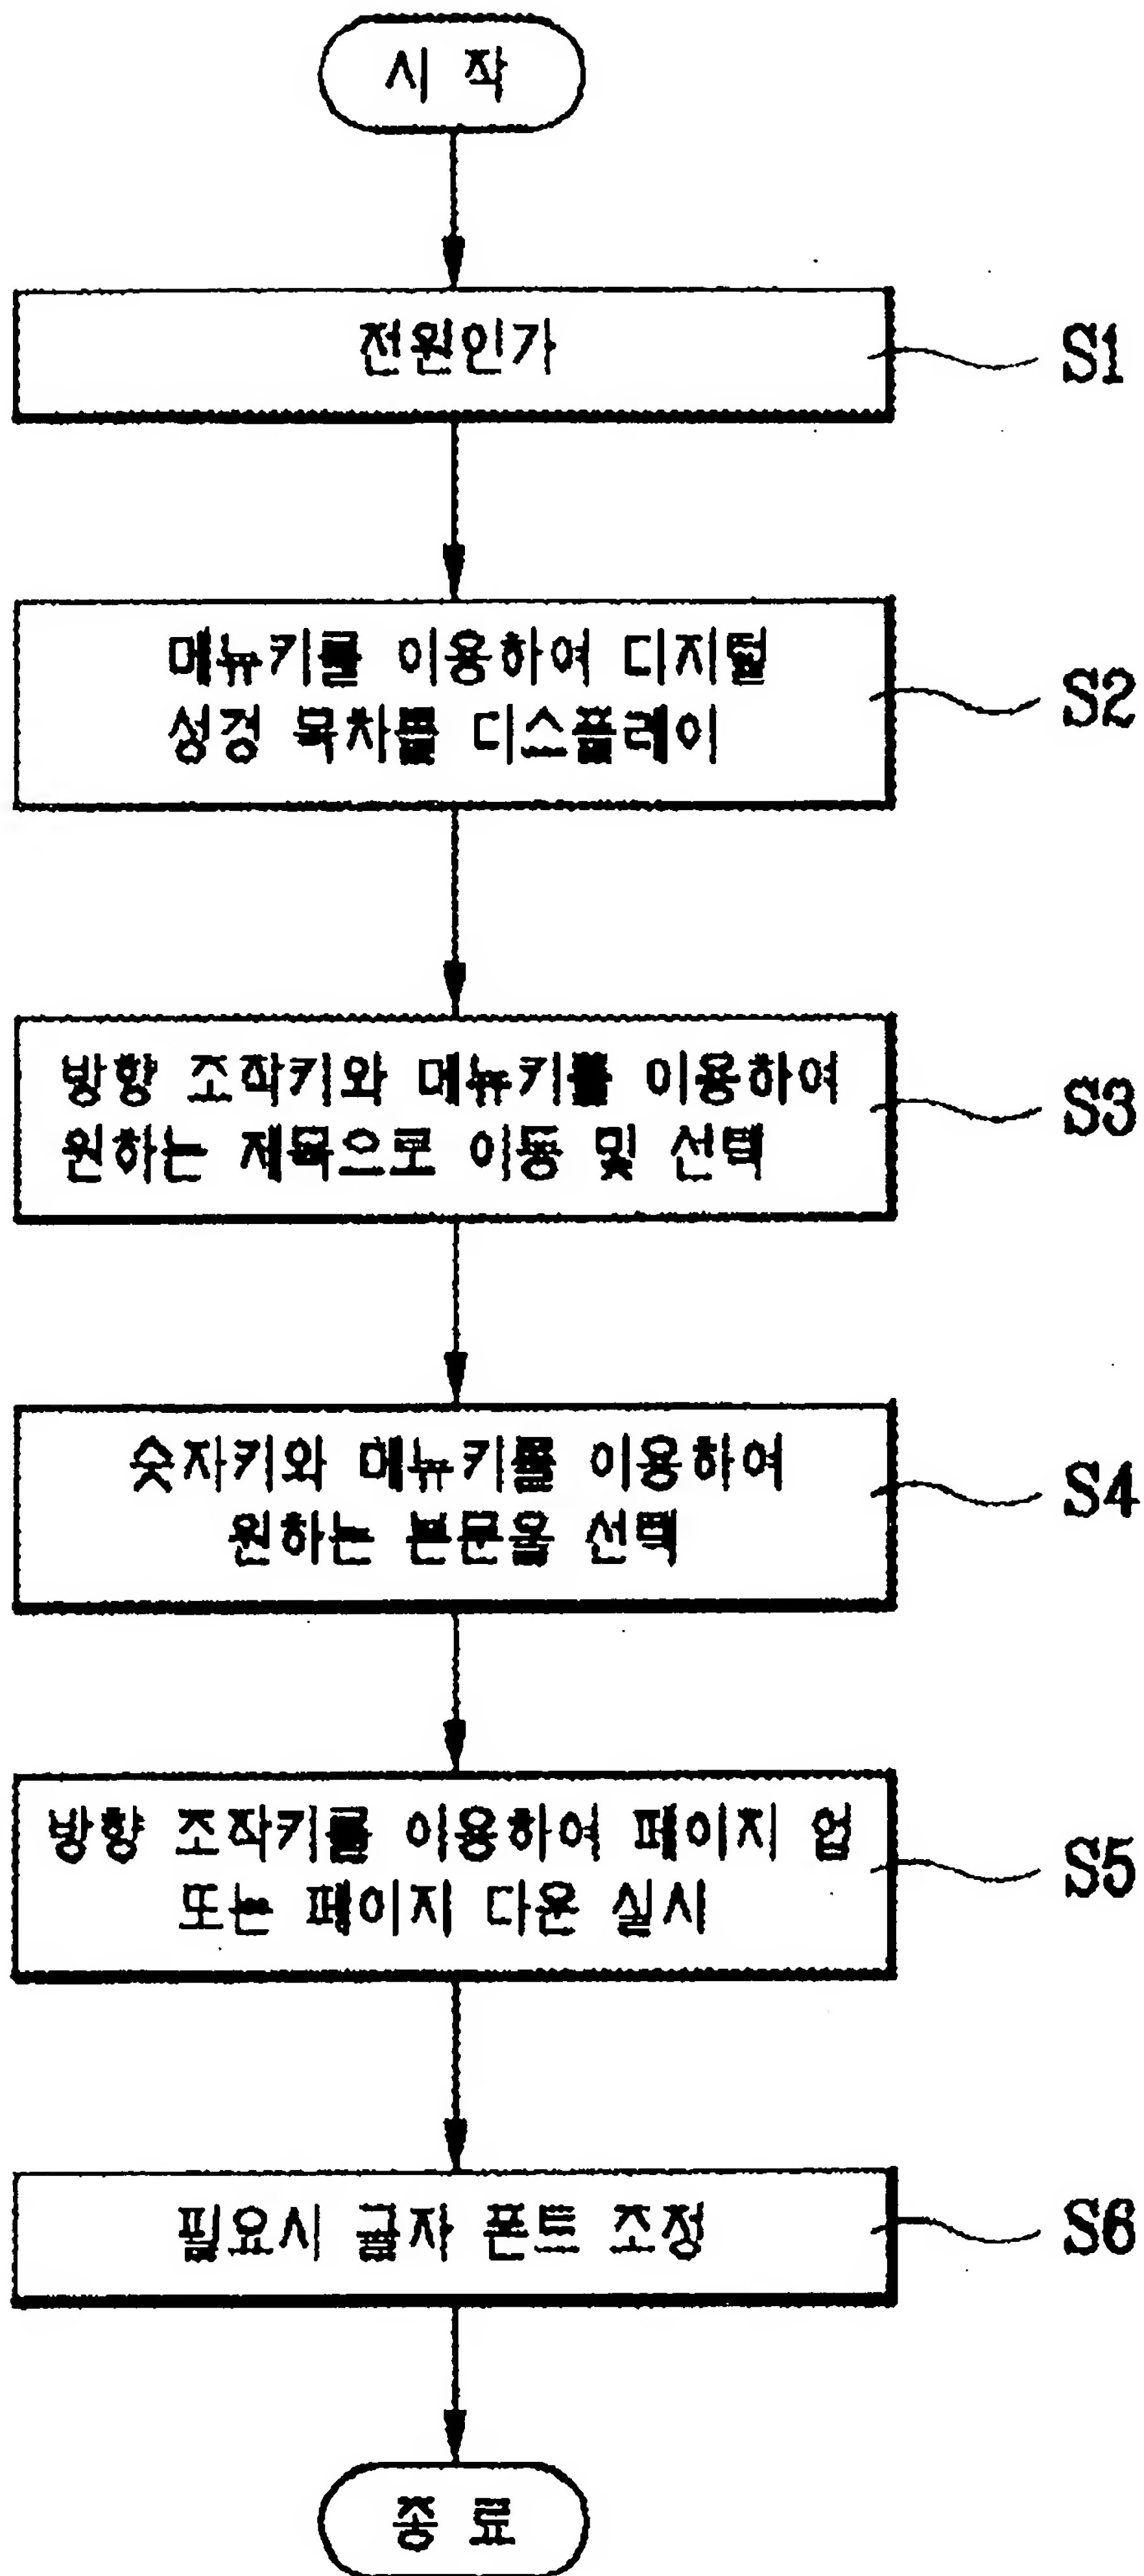 시 작
전원인가
S1
메뉴키를 이용하여 디지털
성경 목차를 디스플레이
S2
방향 조작키와 메뉴키를 이용하여
원하는 제목으로 이동 및 선택
S3
숫자키와 메뉴키를 이용하여
원하는 본문을 선택
S4
방향 조작키를 이용하여 페이지 업
또는 페이지 다운 실시
S5
필요시 글자 폰트 조정
S6
종 료